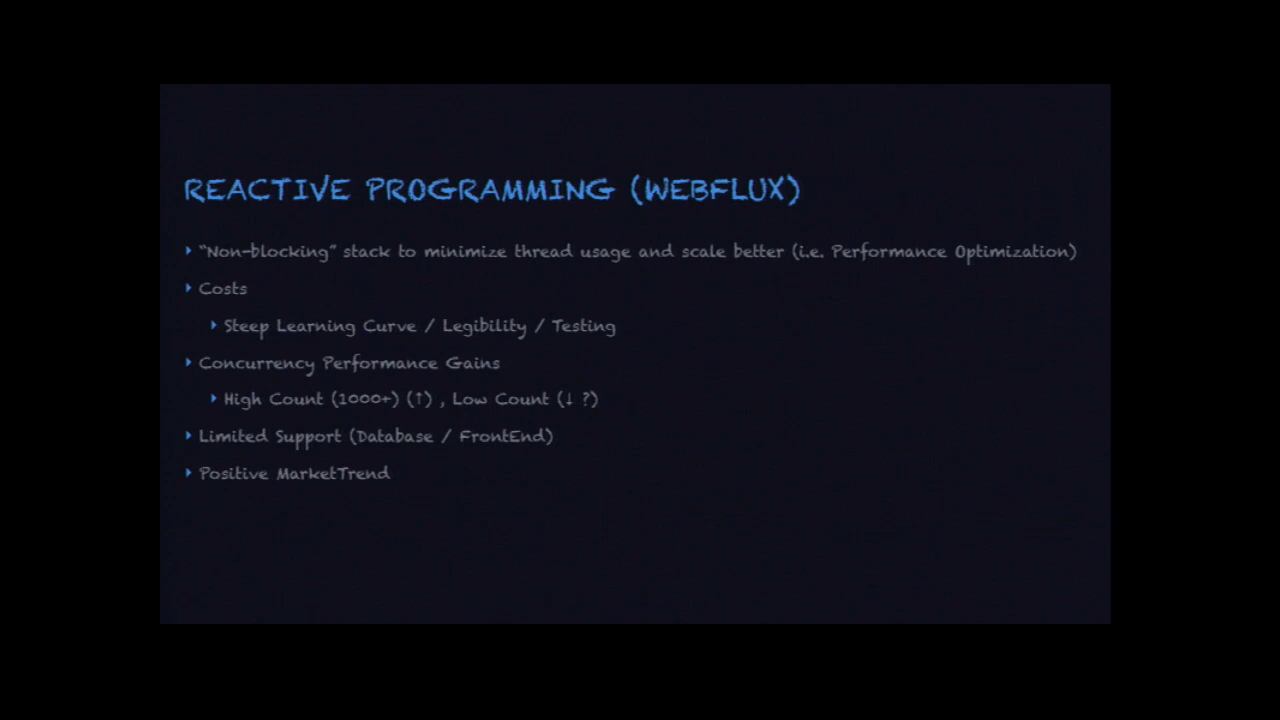 REACTIVE PROGRAMMING (WEBFLUX)
“Non-blocking” stack to minimize thread usage and scale better (i.e. Performance Optimization)
Costs
Steep Learning Curve / Legibility / Testing
Concurrency Performance Gains
High Count (1000+) (↑) , Low Count (↓ ?)
Limited Support (Database / FrontEnd)
Positive MarketTrend